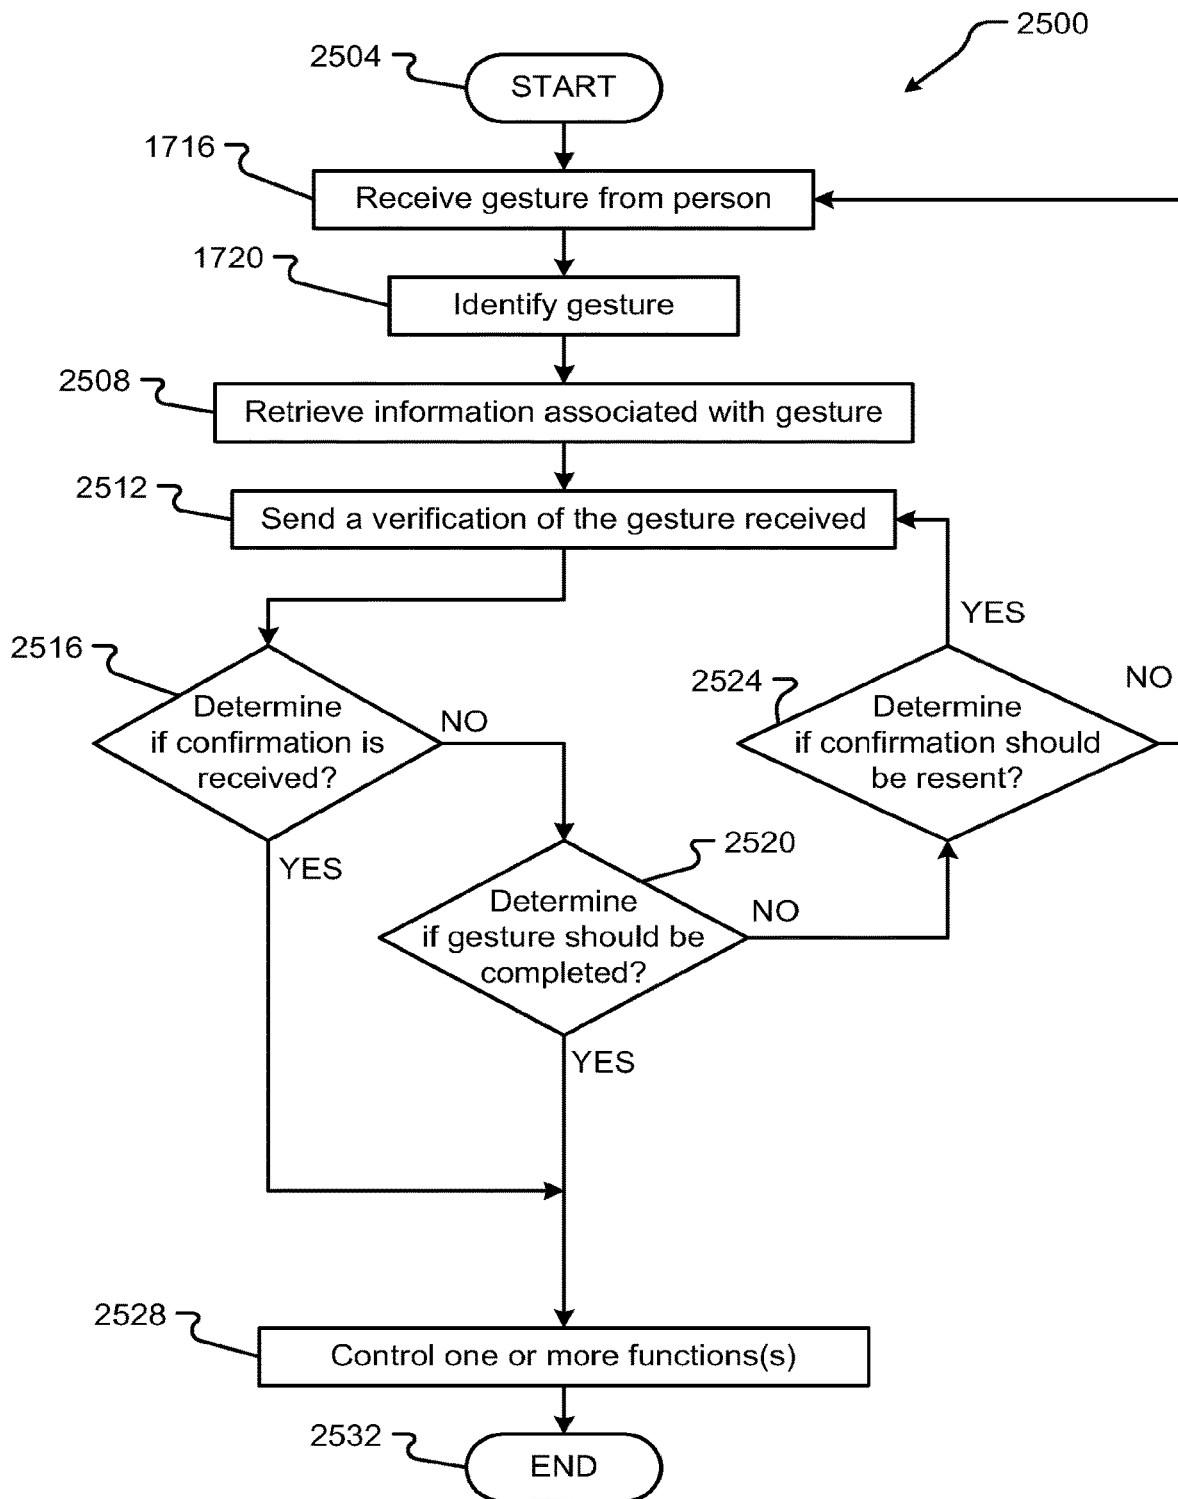 2500
2504
START
1716
Receive gesture from person
1720
Identify gesture
2508
Retrieve information associated with gesture
2512
Send a verification of the gesture received
YES
2516
Determine
if confirmation is
received?
NO
2524
Determine
if confirmation should
be resent?
NO
YES
2520
Determine
if gesture should be
completed?
NO
YES
2528
Control one or more functions(s)
2532
END